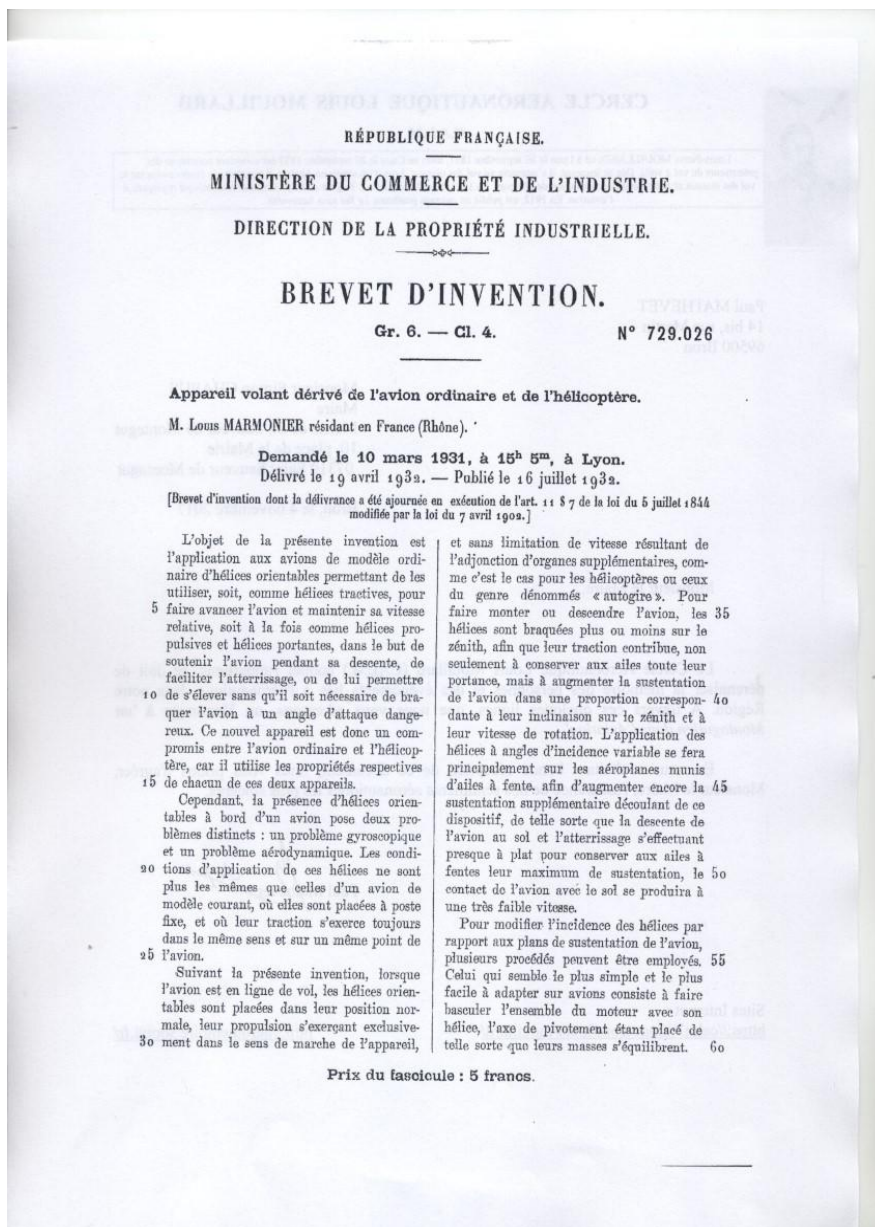 RÉPUBLIQUE FRANÇAISE.
MINISTÈRE DU COMMERCE ET DE L'INDUSTRIE.
DIRECTION DE LA PROPRIÉTÉ INDUSTRIELLE.
BREVET D'INVENTION.
Gr. 6. — Cl. 4. N° 729.026
Appareil volant dérivé de l'avion ordinaire et de l'hélicoptère.
M. Louis MARMONIER résidant en France (Rhône).
Demandé le 10 mars 1931, à 15h 5m, à Lyon.
Délivré le 19 avril 1932. — Publié le 16 juillet 1932.
[Brevet d'invention dont la délivrance a été ajournée en exécution de l'art. 11 § 7 de la loi du 5 juillet 1844
modifiée par la loi du 7 avril 1902.]
L'objet de la présente invention est
l'application aux avions de modèle ordi-
naire d'hélices orientables permettant de les
utiliser, soit, comme hélices tractives, pour
5 faire avancer l'avion et maintenir sa vitesse
relative, soit à la fois comme hélices pro-
pulsives et hélices portantes, dans le but de
soutenir l'avion pendant sa descente, de
faciliter l'atterrissage, ou de lui permettre
10 de s'élever sans qu'il soit nécessaire de bra-
quer l'avion à un angle d'attaque dange-
reux. Ce nouvel appareil est donc un com-
promis entre l'avion ordinaire et l'hélicop-
tère, car il utilise les propriétés respectives
15 de chacun de ces deux appareils.
Cependant, la présence d'hélices orien-
tables à bord d'un avion pose deux pro-
blèmes distincts : un problème gyroscopique
et un problème aérodynamique. Les condi-
20 tions d'application de ces hélices ne sont
plus les mêmes que celles d'un avion de
modèle courant, où elles sont placées à poste
fixe, et où leur traction s'exerce toujours
dans le même sens et sur un même point de
25 l'avion.
Suivant la présente invention, lorsque
l'avion est en ligne de vol, les hélices orien-
tables sont placées dans leur position nor-
male, leur propulsion s'exerçant exclusive-
30 ment dans le sens de marche de l'appareil,
et sans limitation de vitesse résultant de
l'adjonction d'organes supplémentaires, com-
me c'est le cas pour les hélicoptères ou ceux
du genre dénommés « autogire ». Pour
faire monter ou descendre l'avion, les 35
hélices sont braquées plus ou moins sur le
zénith, afin que leur traction contribue, non
seulement à conserver aux ailes toute leur
portance, mais à augmenter la sustentation
de l'avion dans une proportion correspon- 40
dante à leur inclinaison sur le zénith et à
leur vitesse de rotation. L'application des
hélices à angles d'incidence variable se fera
principalement sur les aéroplanes munis
d'ailes à fente, afin d'augmenter encore la 45
sustentation supplémentaire découlant de ce
dispositif, de telle sorte que la descente de
l'avion au sol et l'atterrissage s'effectuant
presque à plat pour conserver aux ailes à
fentes leur maximum de sustentation, le 50
contact de l'avion avec le sol se produira à
une très faible vitesse.
Pour modifier l'incidence des hélices par
rapport aux plans de sustentation de l'avion,
plusieurs procédés peuvent être employés. 55
Celui qui semble le plus simple et le plus
facile à adapter sur avions consiste à faire
basculer l'ensemble du moteur avec son
hélice, l'axe de pivotement étant placé de
telle sorte que leurs masses s'équilibrent. 60
Prix du fascicule : 5 francs.